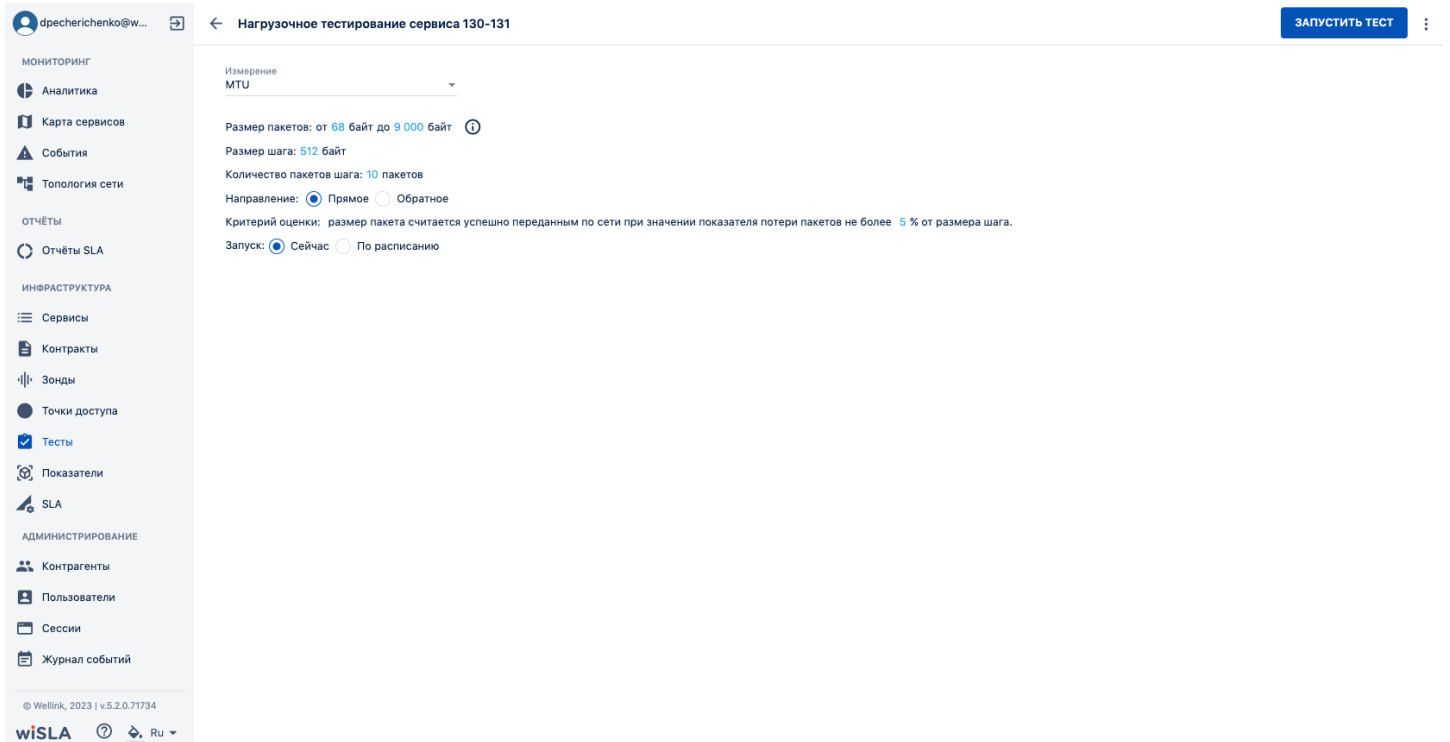 dpecherichenko@w...
МОНИТОРИНГ
Аналитика
Карта сервисов
События
Топология сети
ОТЧЁТЫ
Отчёты SLA
ИНФРАСТРУКТУРА
Сервисы
Контракты
Зонды
Точки доступа
Тесты
Показатели
SLA
АДМИНИСТРИРОВАНИЕ
Контрагенты
Пользователи
Сессии
Журнал событий
© Wellink, 2023 | v.5.2.0.71734
wiSLA Ru
Нагрузочное тестирование сервиса 130-131
ЗАПУСТИТЬ ТЕСТ
Измерение
MTU
Размер пакетов: от 68 байт до 9 000 байт
Размер шага: 512 байт
Количество пакетов шага: 10 пакетов
Направление: Прямое Обратное
Критерий оценки: размер пакета считается успешно переданным по сети при значении показателя потери пакетов не более 5 % от размера шага.
Запуск: Сейчас По расписанию